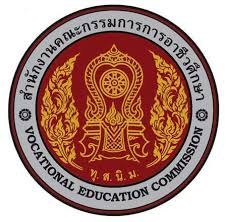 สำนักงานคณะกรรมการการอาชีวศึกษา
ทุ.ส.นิ.ม.
VOCATIONAL EDUCATION COMMISSION